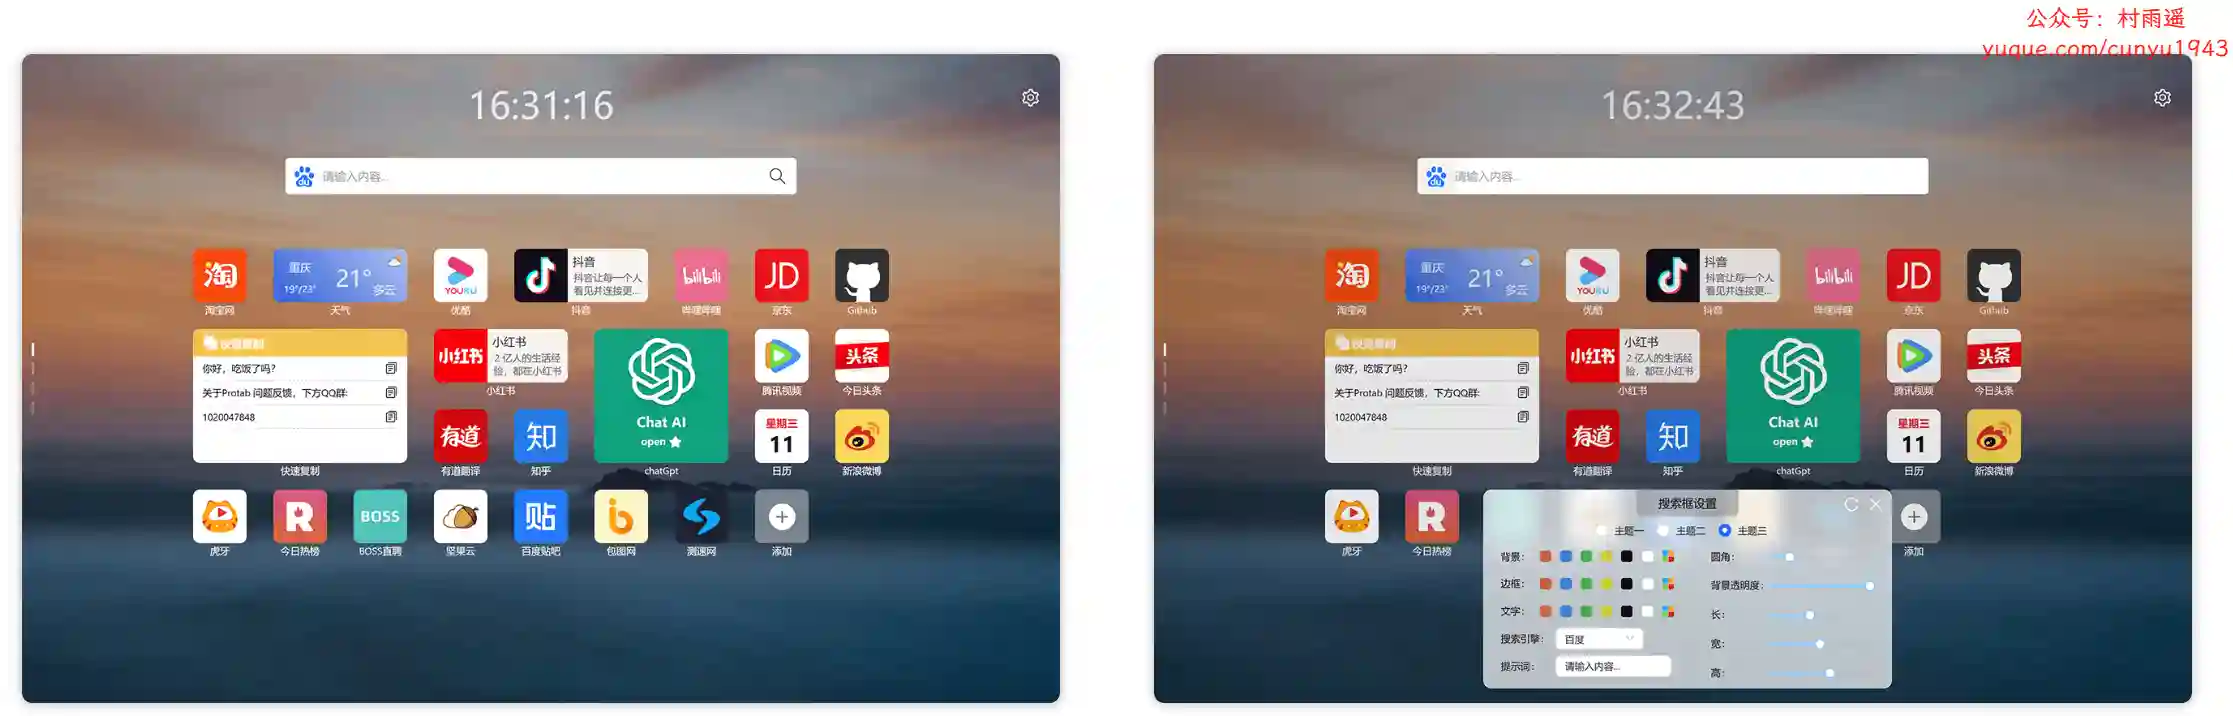 公众号：村雨遥
yuque.com/cunyu1943
16:31:16
du
请输入内容...
淘
淘宝网
重庆
19°/23°
21°
多云
天气
YOUKU
优酷
抖音
抖音让每一个人
看见并连接更...
抖音
bilibili
哔哩哔哩
JD
京东
Github
快速复制
你好，吃饭了吗？
关于Protab 问题反馈，下方QQ群:
1020047848
快速复制
小红书
小红书
2 亿人的生活经
验，都在小红书
小红书
Chat AI
open
chatGpt
腾讯视频
头条
今日头条
有道
有道翻译
知
知乎
星期三
11
日历
新浪微博
虎牙
R
今日热榜
BOSS
BOSS直聘
坚果云
贴
百度贴吧
包图网
测速网
添加
16:32:43
du
请输入内容...
淘
淘宝网
重庆
19°/23°
21°
多云
天气
YOUKU
优酷
抖音
抖音让每一个人
看见并连接更...
抖音
bilibili
哔哩哔哩
JD
京东
Github
快速复制
你好，吃饭了吗？
关于Protab 问题反馈，下方QQ群:
1020047848
快速复制
小红书
小红书
2 亿人的生活经
验，都在小红书
小红书
Chat AI
open
chatGpt
腾讯视频
头条
今日头条
有道
有道翻译
知
知乎
星期三
11
日历
新浪微博
虎牙
R
今日热榜
添加
搜索框设置
主题一 主题二 主题三
背景:
边框:
文字:
搜索引擎: 百度
提示词: 请输入内容...
圆角:
背景透明度:
长:
宽:
高: